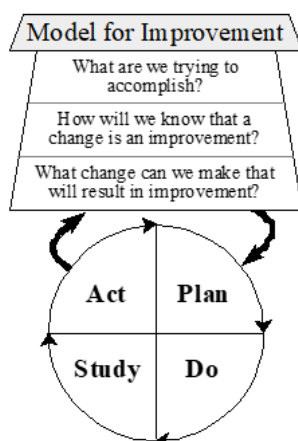 Model for Improvement
What are we trying to
accomplish?
How will we know that a
change is an improvement?
What change can we make that
will result in improvement?
Act Plan
Study Do